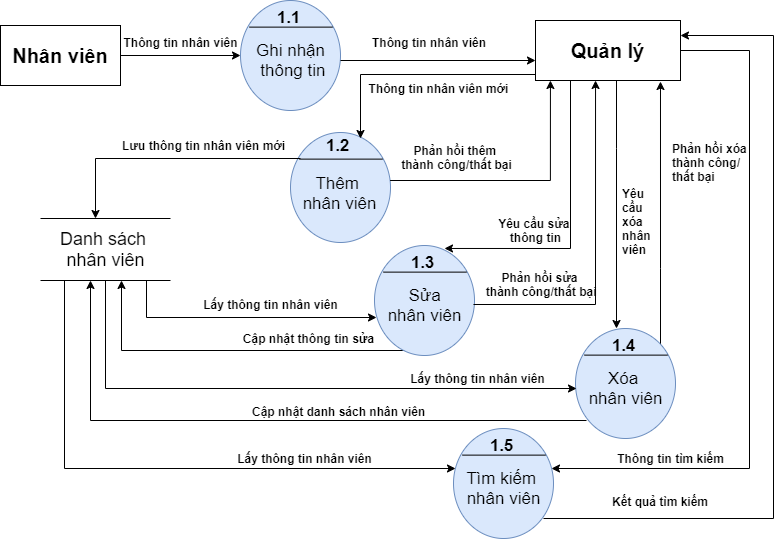 Nhân viên
Thông tin nhân viên
1.1
Ghi nhận
thông tin
Thông tin nhân viên
Quản lý
Thông tin nhân viên mới
Lưu thông tin nhân viên mới
1.2
Thêm
nhân viên
Phản hồi thêm
thành công/thất bại
Phản hồi xóa
thành công/
thất bại
Yêu
cầu
xóa
nhân
viên
Yêu cầu sửa
thông tin
Danh sách
nhân viên
1.3
Sửa
nhân viên
Phản hồi sửa
thành công/thất bại
Lấy thông tin nhân viên
Cập nhật thông tin sửa
1.4
Xóa
nhân viên
Lấy thông tin nhân viên
Cập nhật danh sách nhân viên
1.5
Tìm kiếm
nhân viên
Lấy thông tin nhân viên
Thông tin tìm kiếm
Kết quả tìm kiếm